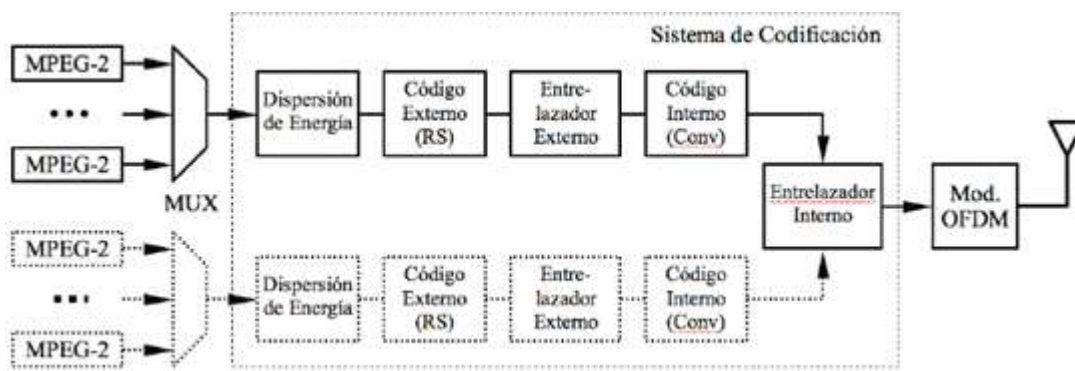 Sistema de Codificación
MPEG-2
MPEG-2
MUX
Dispersión
de Energía
Código
Externo
(RS)
Entre-
lazador
Externo
Código
Interno
(Conv)
Entrelazador
Interno
Mod.
OFDM
MPEG-2
MPEG-2
Dispersión
de Energía
Código
Externo
(RS)
Entre-
lazador
Externo
Código
Interno
(Conv)